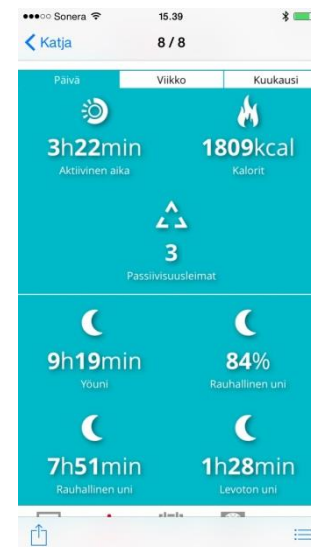 Sonera 15.39
Katja 8 / 8
Päivä Viikko Kuukausi
3h22min 1809kcal
Aktiivinen aika Kalorit
3
Passiivisuusleimat
9h19min 84%
Yöuni Rauhallinen uni
7h51min 1h28min
Rauhallinen uni Levoton uni